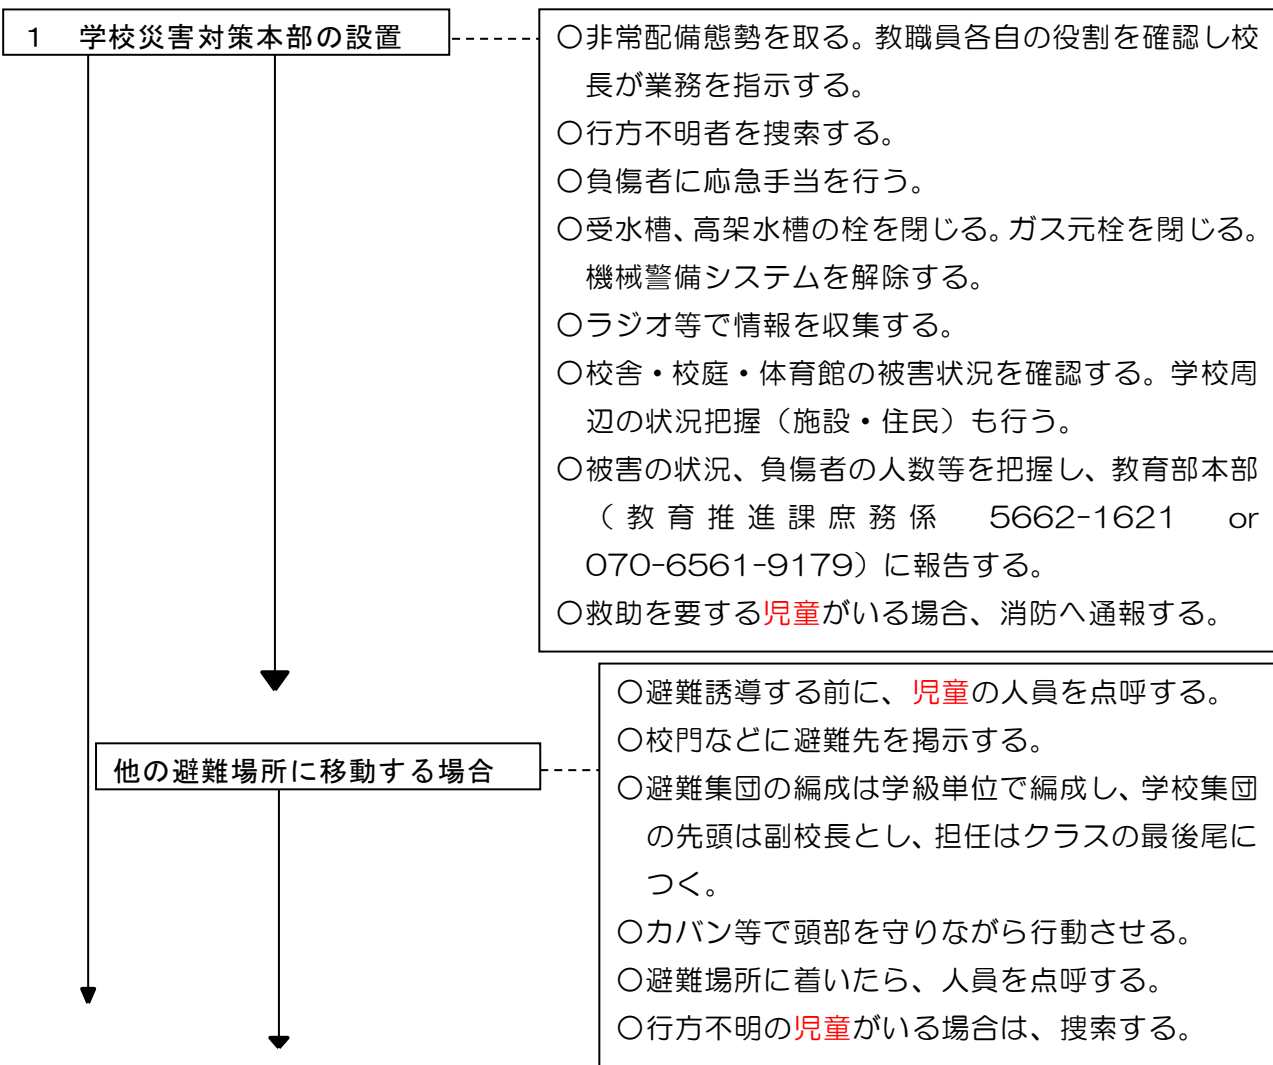 1　学校災害対策本部の設置
〇非常配備態勢を取る。教職員各自の役割を確認し校
長が業務を指示する。
〇行方不明者を捜索する。
〇負傷者に応急手当を行う。
〇受水槽、高架水槽の栓を閉じる。ガス元栓を閉じる。
機械警備システムを解除する。
〇ラジオ等で情報を収集する。
〇校舎・校庭・体育館の被害状況を確認する。学校周
辺の状況把握（施設・住民）も行う。
〇被害の状況、負傷者の人数等を把握し、教育部本部
（教育推進課庶務係　5662-1621　or
070-6561-9179）に報告する。
〇救助を要する児童がいる場合、消防へ通報する。
他の避難場所に移動する場合
〇避難誘導する前に、児童の人員を点呼する。
〇校門などに避難先を掲示する。
〇避難集団の編成は学級単位で編成し、学校集団
の先頭は副校長とし、担任はクラスの最後尾に
つく。
〇カバン等で頭部を守りながら行動させる。
〇避難場所に着いたら、人員を点呼する。
〇行方不明の児童がいる場合は、捜索する。